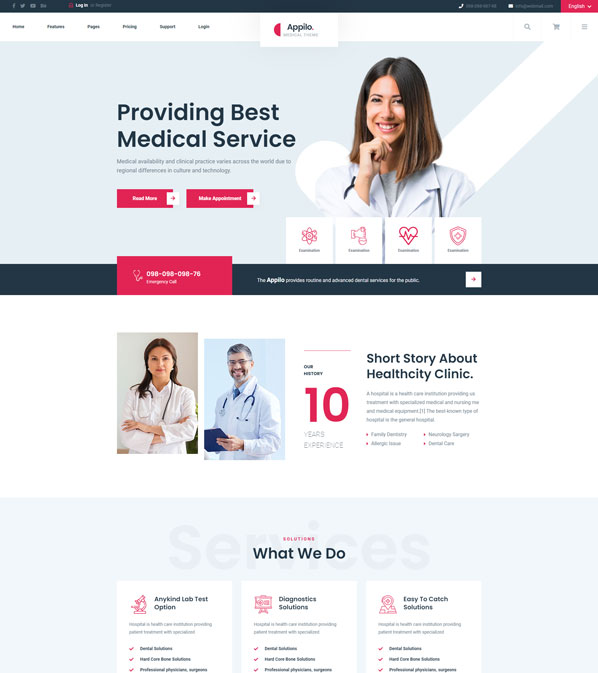 Log In or Register
098-098-097-98
info@webmail.com
English
Home
Features
Pages
Pricing
Support
Login
Appilo.
MEDICAL THEME
Providing Best
Medical Service
Medical availability and clinical practice varies across the world due to
regional differences in culture and technology.
Read More
Make Appointment
Examination
Examination
Examination
Examination
098-098-098-76
Emergency Call
The Appilo provides routine and advanced dental services for the public.
OUR
HISTORY
10
YEARS
EXPERIENCE
Short Story About
Healthcity Clinic.
A hospital is a health care institution providing us
treatment with specialized medical and nursing me
and medical equipment.[1] The best-known type of
hospital is the general hospital.
Family Dentistry
Neurology Sargery
Allergic Issue
Dental Care
Services
SOLUTIONS
What We Do
Anykind Lab Test
Option
Hospital is health care institution providing
patient treatment with specialized
Dental Solutions
Hard Core Bone Solutions
Professional physicians, surgeons
Diagnostics
Solutions
Hospital is health care institution providing
patient treatment with specialized
Dental Solutions
Hard Core Bone Solutions
Professional physicians, surgeons
Easy To Catch
Solutions
Hospital is health care institution providing
patient treatment with specialized
Dental Solutions
Hard Core Bone Solutions
Professional physicians, surgeons